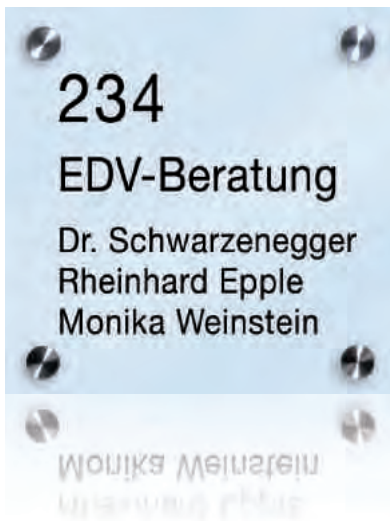 234
EDV-Beratung
Dr. Schwarzenegger
Rheinhard Epple
Monika Weinstein